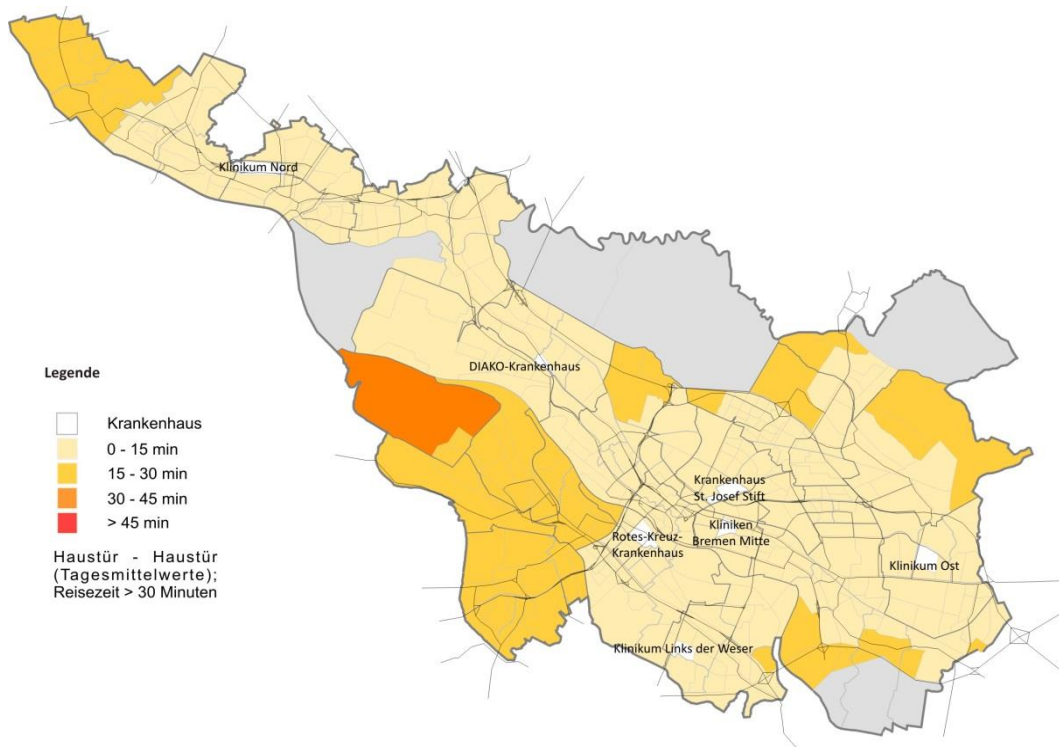 Klinikum Nord
DIAKO-Krankenhaus
Legende
Krankenhaus
0 - 15 min
15 - 30 min
30 - 45 min
> 45 min
Haustür - Haustür
(Tagesmittelwerte);
Reisezeit > 30 Minuten
Krankenhaus
St. Josef Stift
Kliniken
Bremen Mitte
Rotes-Kreuz-
Krankenhaus
Klinikum Ost
Klinikum Links der Weser